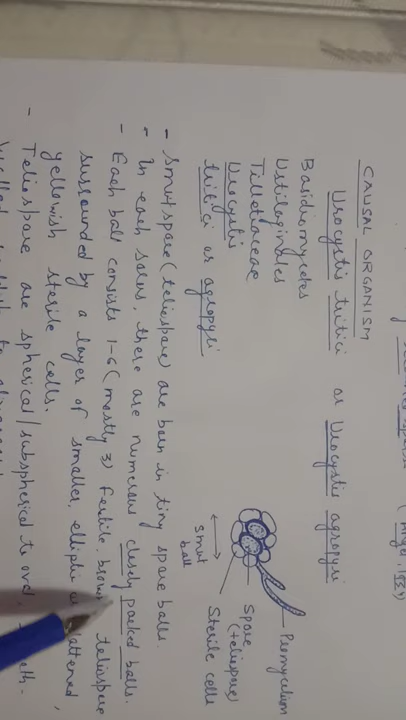 CAUSAL ORGANISM
Urocystis tritici or Urocystis agropyri
Basidiomycetes
Ustilaginales
Tilletiaceae
Urocystis
tritici or agropyri
Promycelium
Spore
(teliospore)
Sterile cells
Smut
ball
- Smut spore (teliospore) are born in tiny spore balls.
- In each sorus, there are numerous closely packed balls.
- Each ball consists 1-6 (mostly 3) fertile, brown teliospore
surrounded by a layer of smaller, elliptic flattened,
yellowish sterile cells.
- Teliospore are spherical/subspherical to oval,